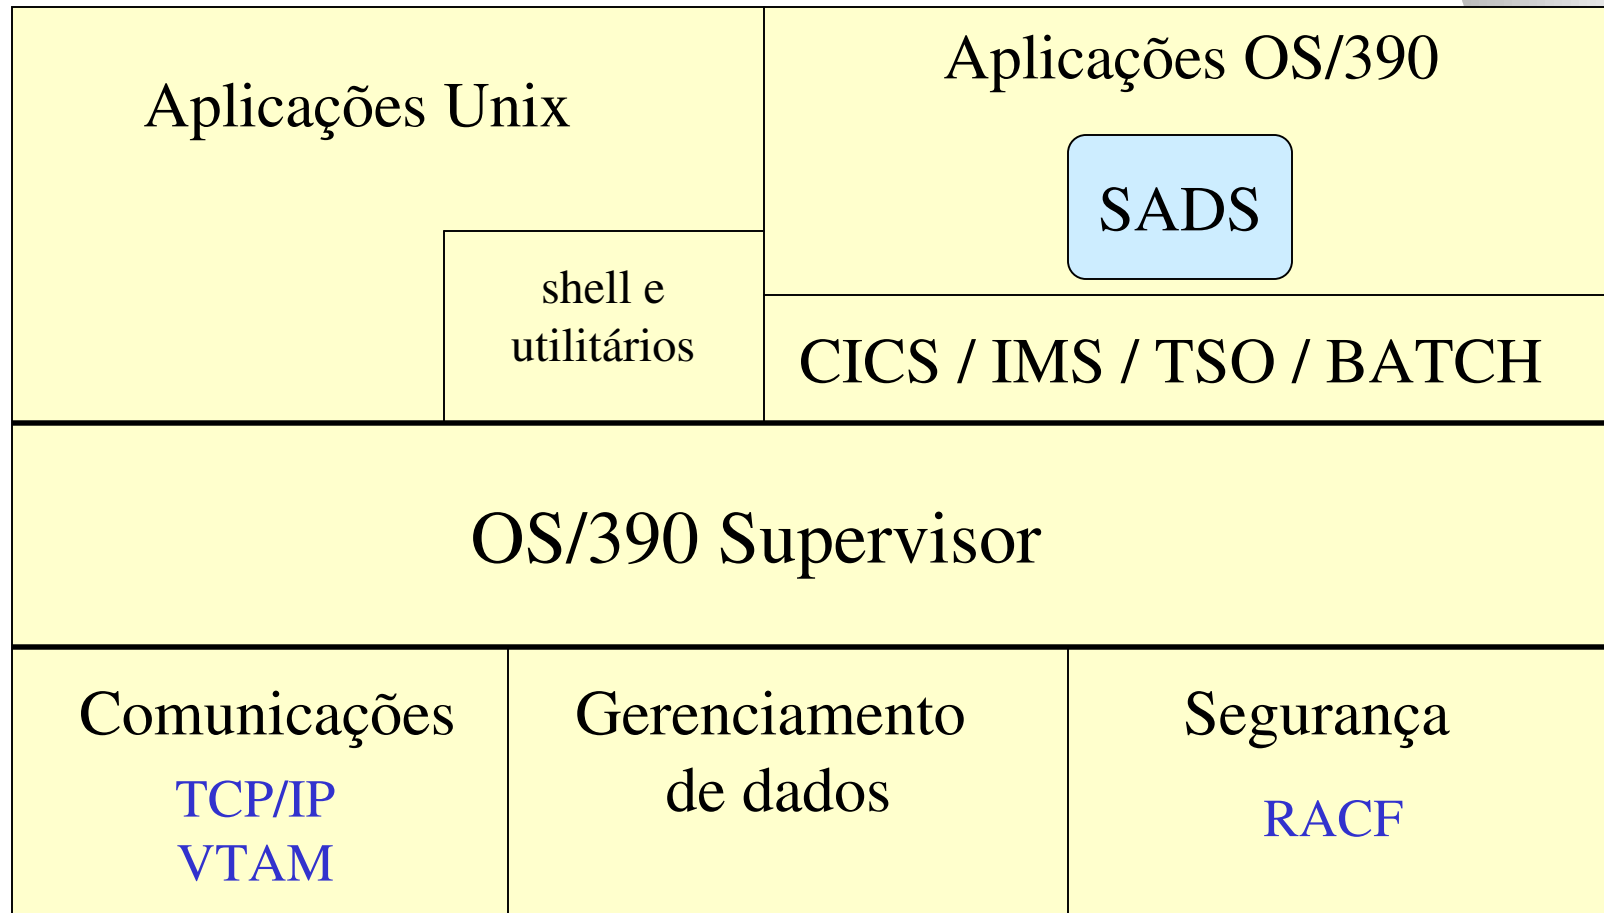 Aplicações Unix
Aplicações OS/390
SADS
shell e
utilitários
CICS / IMS / TSO / BATCH
OS/390 Supervisor
Comunicações
TCP/IP
VTAM
Gerenciamento
de dados
Segurança
RACF